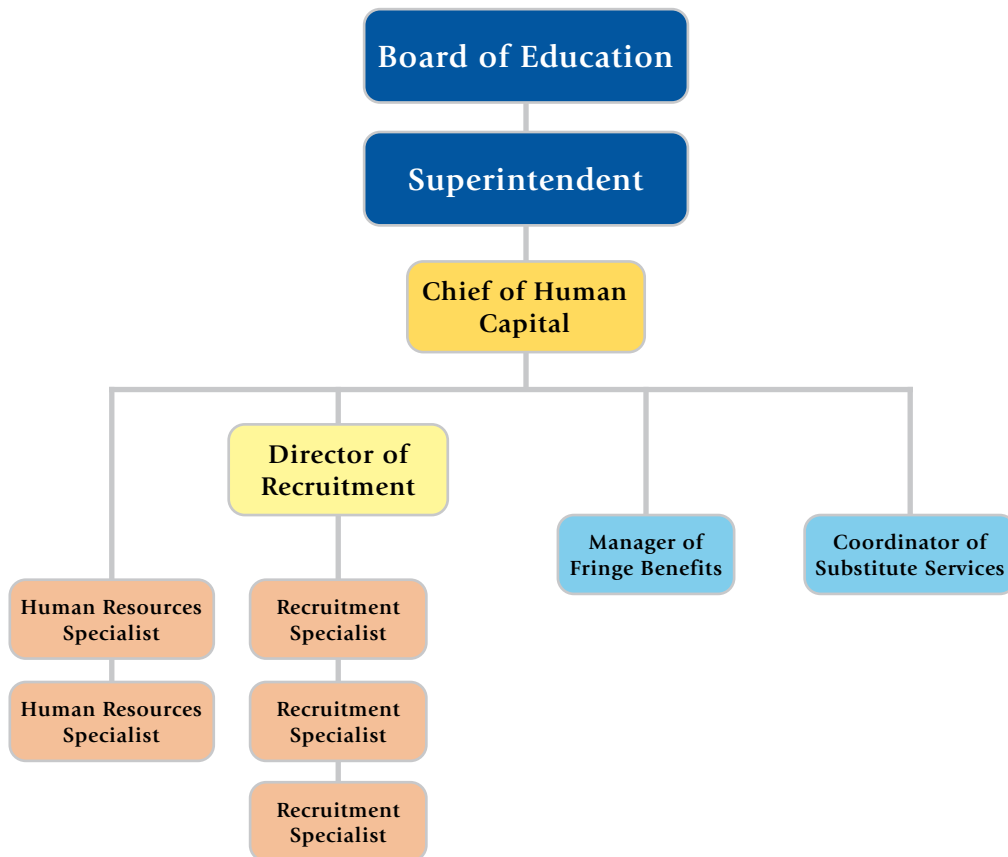 Board of Education
Superintendent
Chief of Human
Capital
Director of
Recruitment
Manager of
Fringe Benefits
Coordinator of
Substitute Services
Human Resources
Specialist
Recruitment
Specialist
Human Resources
Specialist
Recruitment
Specialist
Recruitment
Specialist